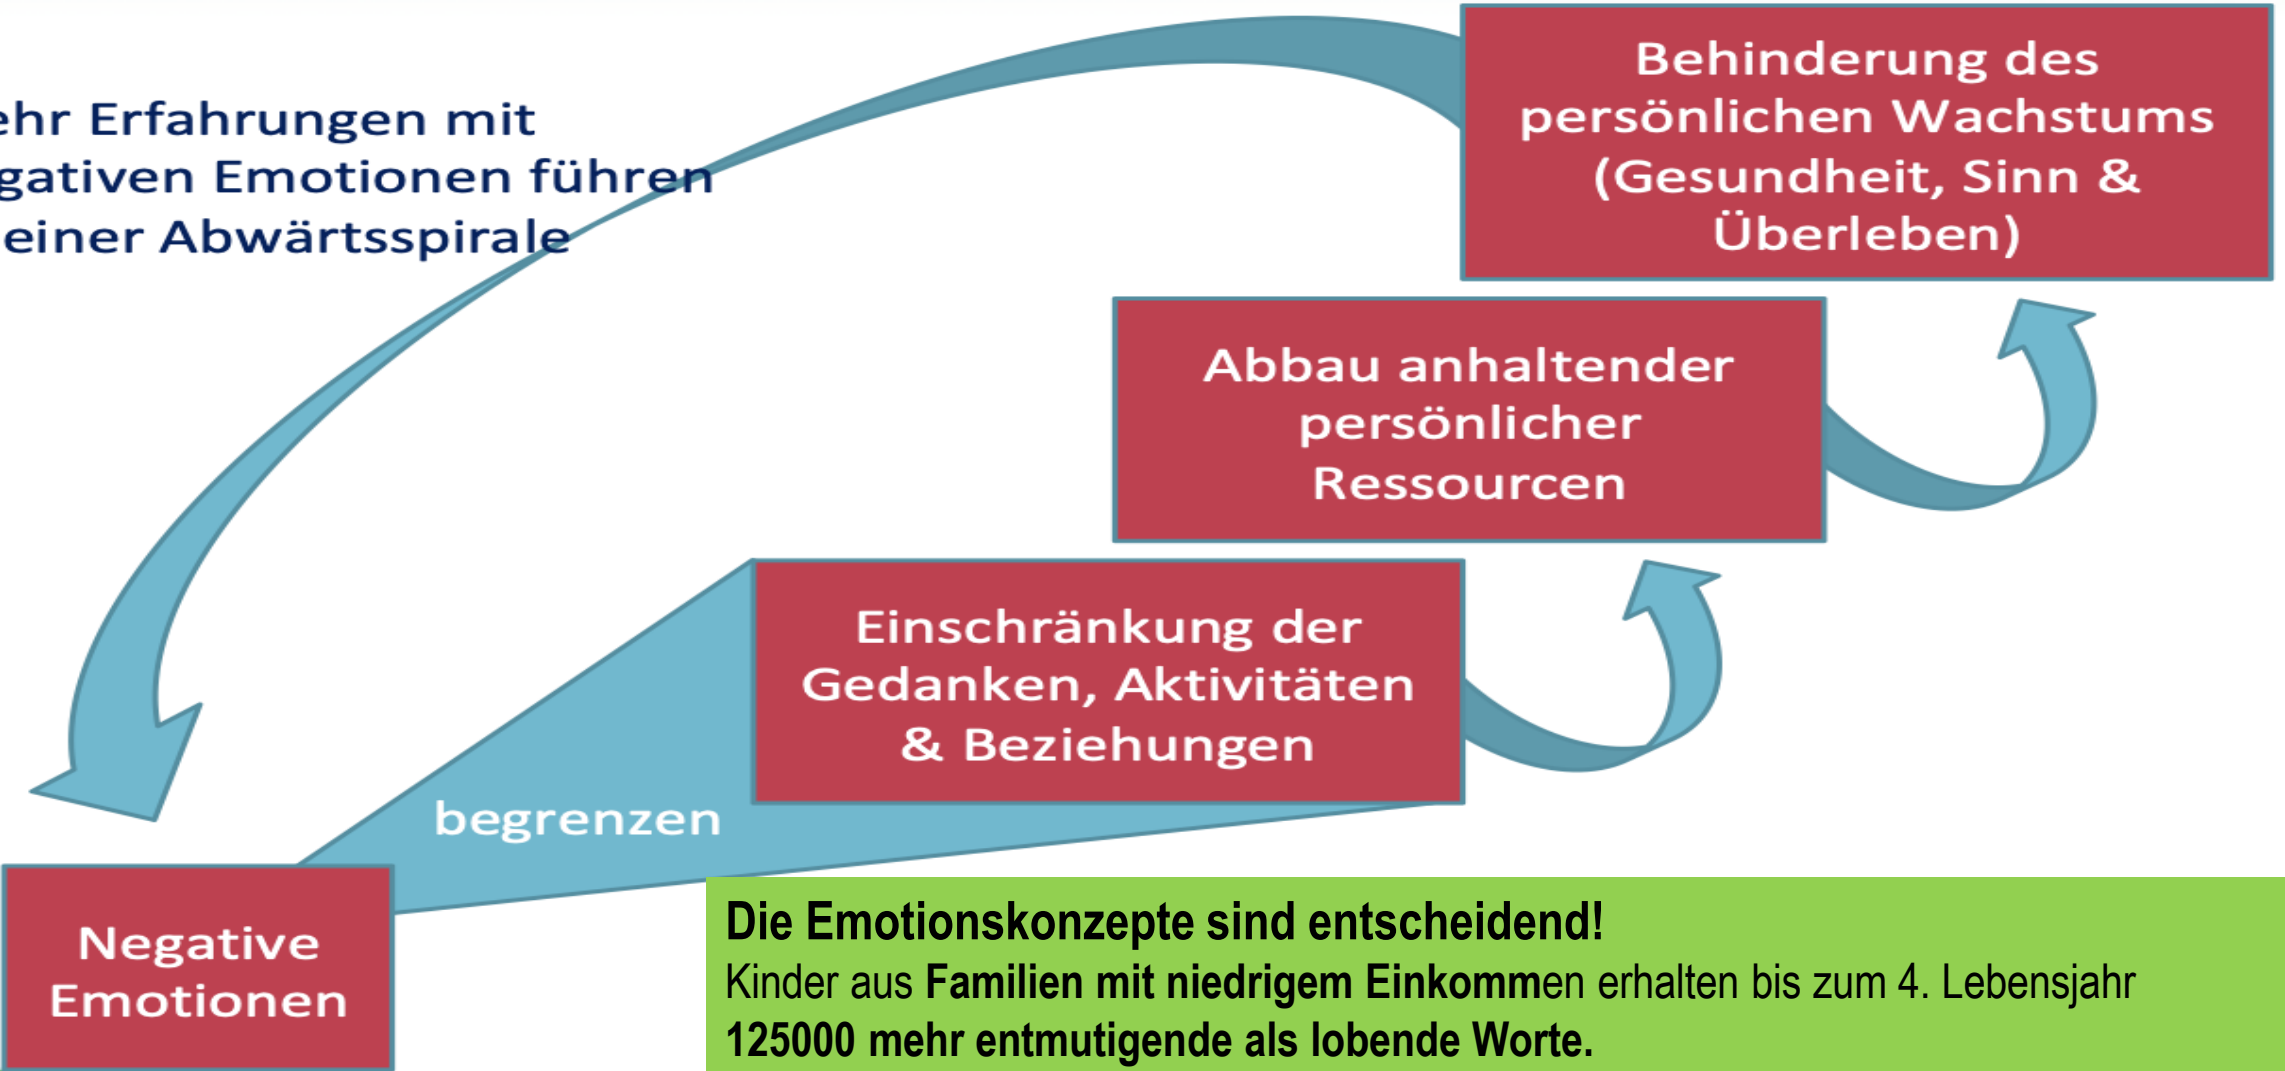 ehr Erfahrungen mit
gativen Emotionen führen
einer Abwärtsspirale
Behinderung des
persönlichen Wachstums
(Gesundheit, Sinn &
Überleben)
Abbau anhaltender
persönlicher
Ressourcen
Einschränkung der
Gedanken, Aktivitäten
& Beziehungen
begrenzen
Negative
Emotionen
Die Emotionskonzepte sind entscheidend!
Kinder aus Familien mit niedrigem Einkommen erhalten bis zum 4. Lebensjahr
125000 mehr entmutigende als lobende Worte.